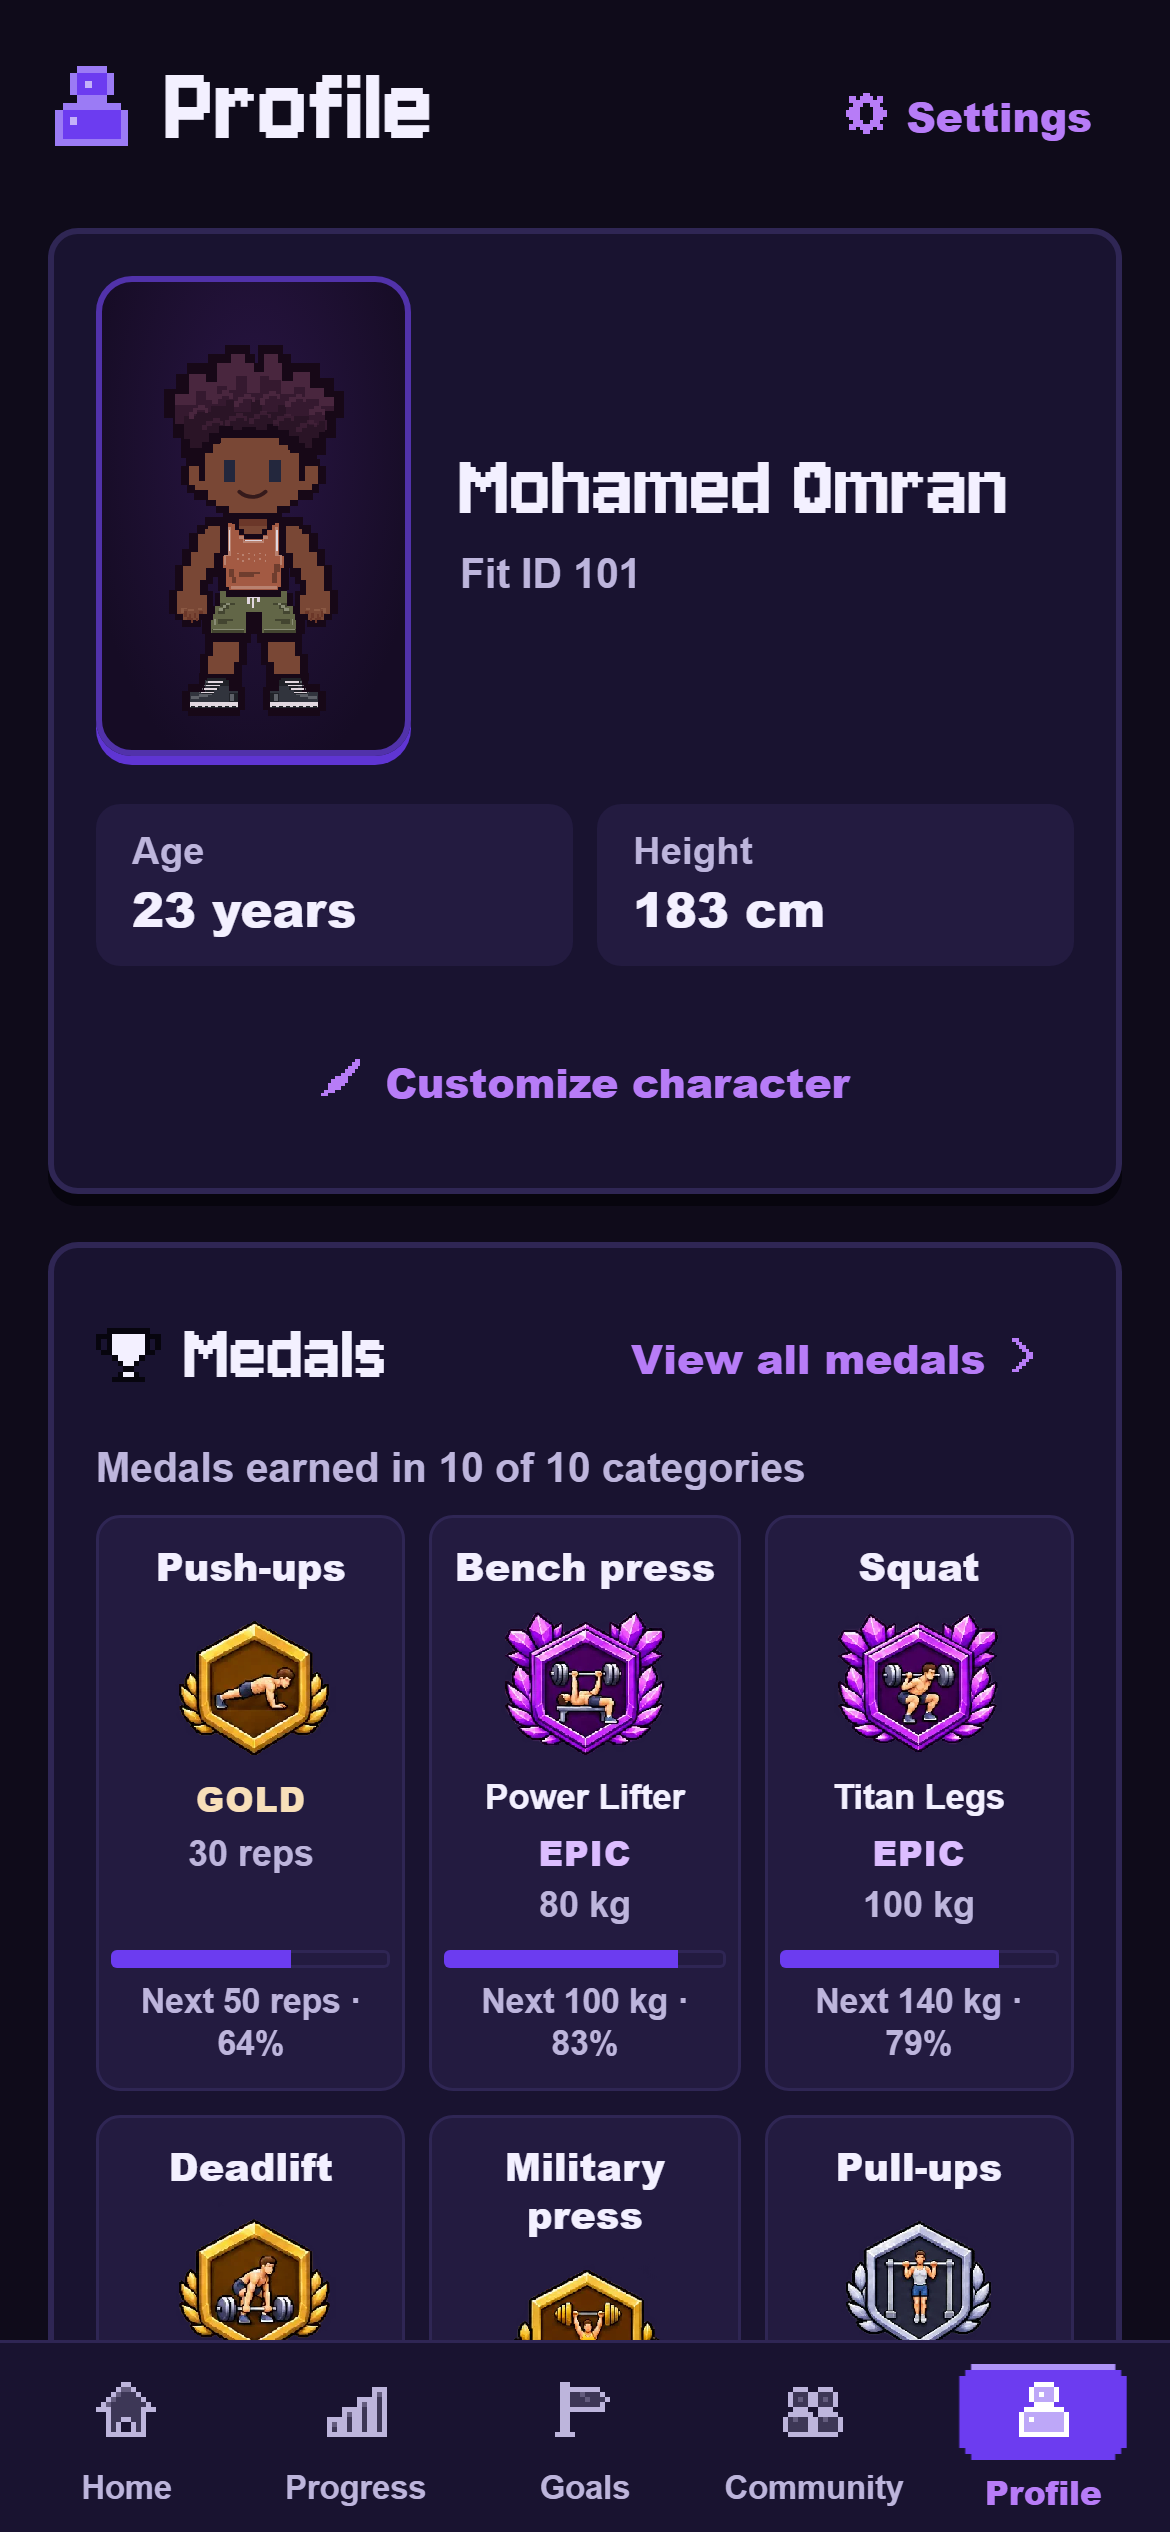 Profile
Settings
Mohamed Omran
Fit ID 101
Age
23 years
Height
183 cm
Customize character
Medals
View all medals
Medals earned in 10 of 10 categories
Push-ups
GOLD
30 reps
Next 50 reps ·
64%
Bench press
Power Lifter
EPIC
80 kg
Next 100 kg ·
83%
Squat
Titan Legs
EPIC
100 kg
Next 140 kg ·
79%
Deadlift
Military
press
Pull-ups
Home
Progress
Goals
Community
Profile